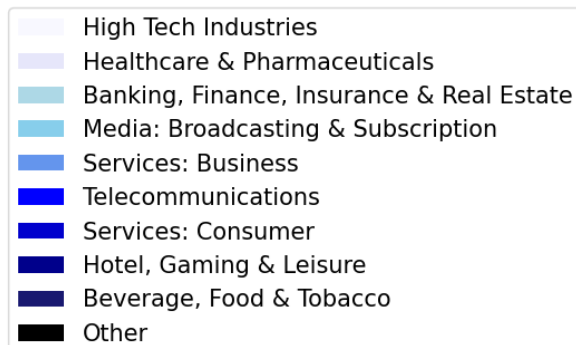 High Tech Industries
Healthcare & Pharmaceuticals
Banking, Finance, Insurance & Real Estate
Media: Broadcasting & Subscription
Services: Business
Telecommunications
Services: Consumer
Hotel, Gaming & Leisure
Beverage, Food & Tobacco
Other